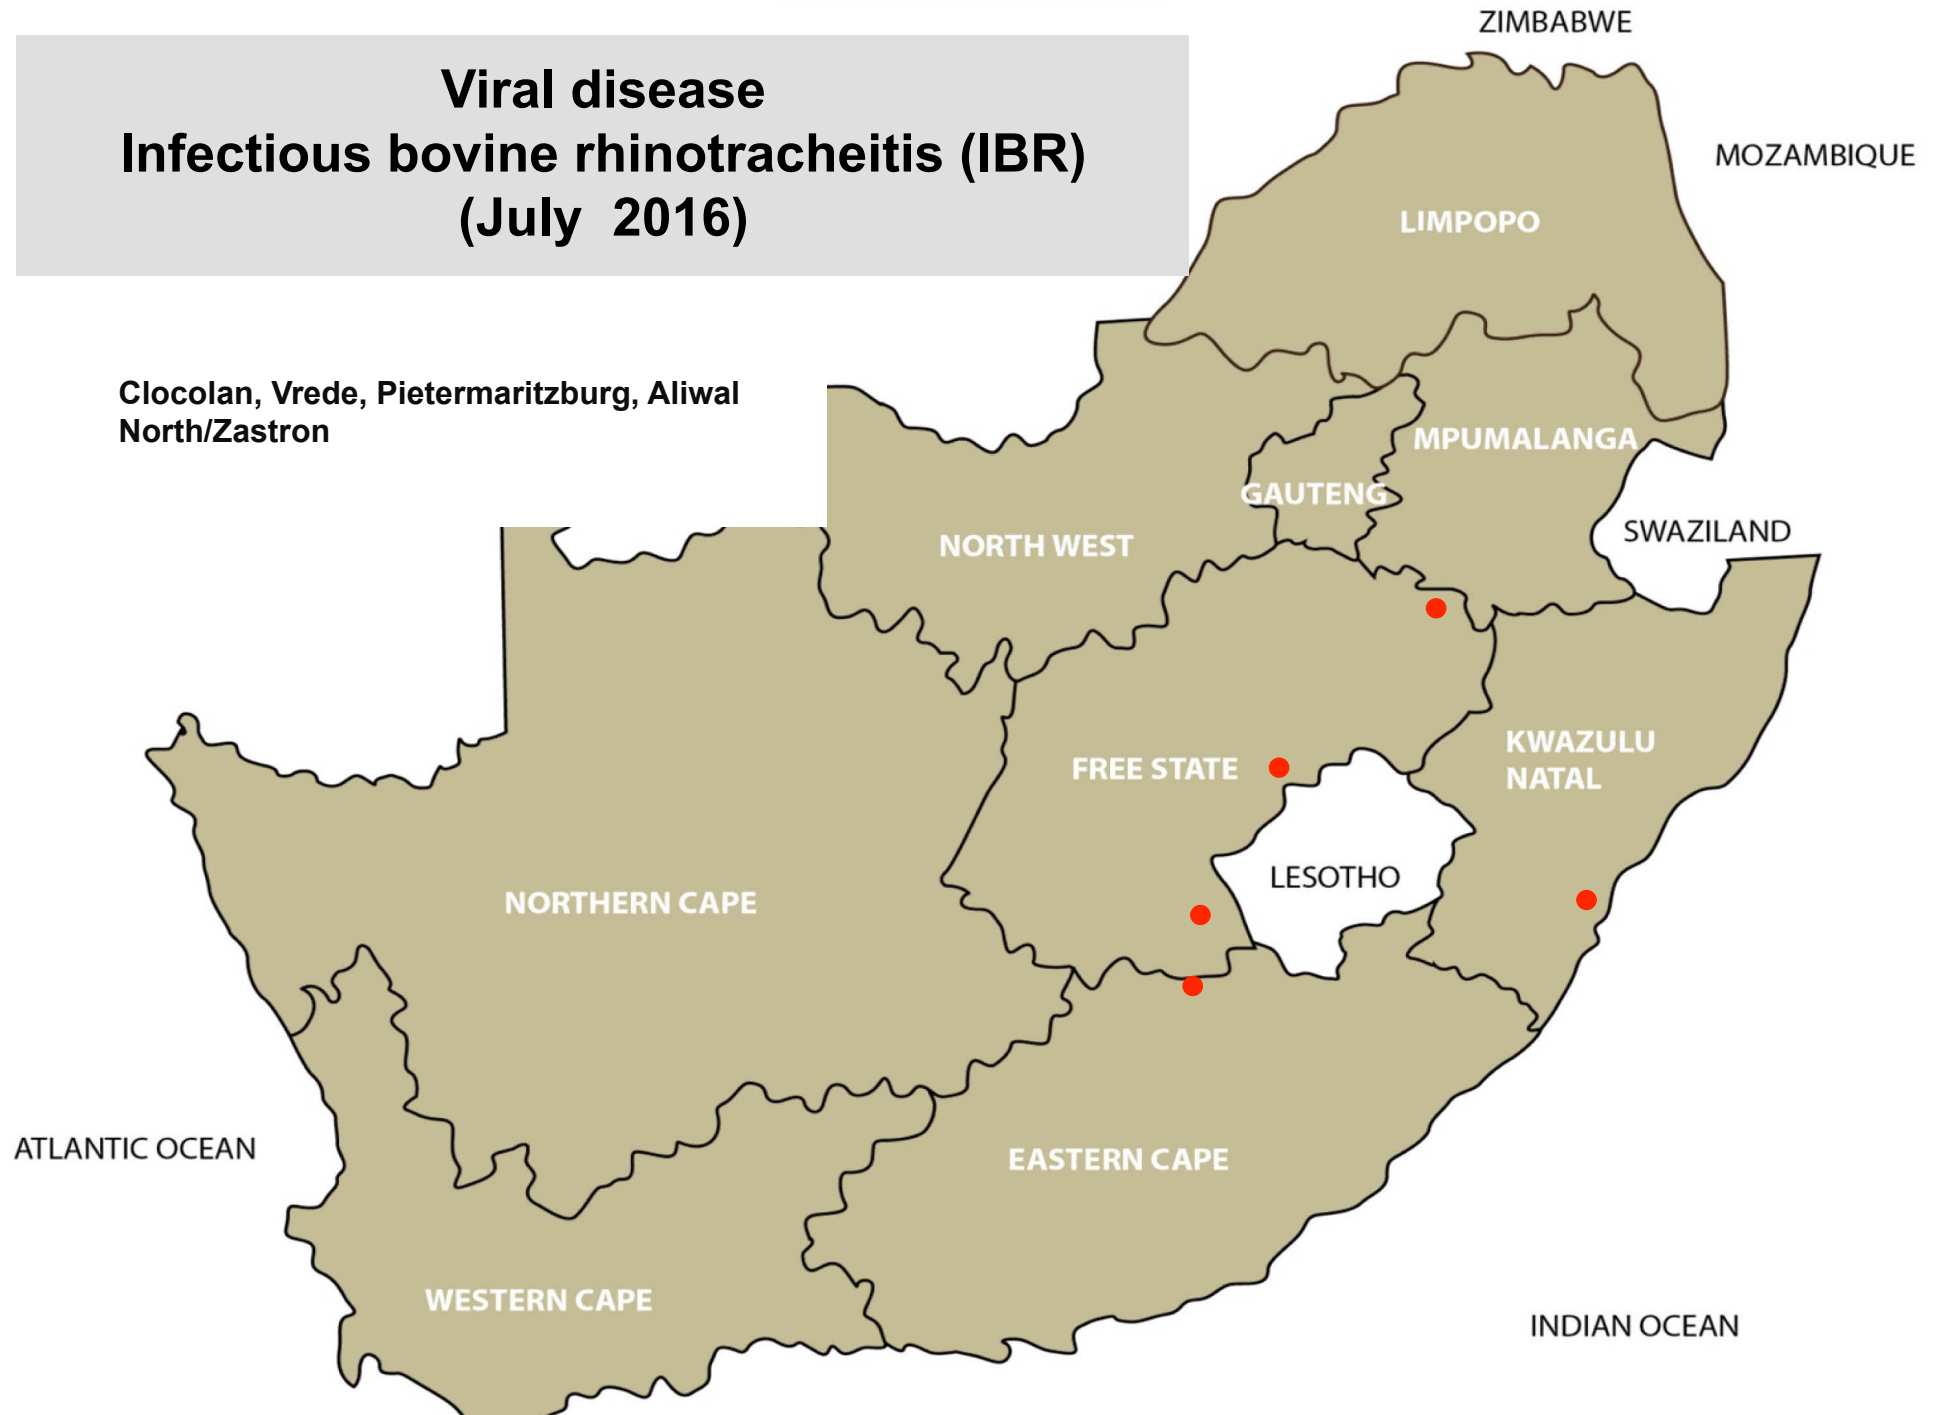 ZIMBABWE
Viral disease
Infectious bovine rhinotracheitis (IBR)
(July  2016)
MOZAMBIQUE
LIMPOPO
Clocolan, Vrede, Pietermaritzburg, Aliwal
North/Zastron
MPUMALANGA
GAUTENG
SWAZILAND
NORTH WEST
KWAZULU
NATAL
FREE STATE
LESOTHO
NORTHERN CAPE
ATLANTIC OCEAN
EASTERN CAPE
WESTERN CAPE
INDIAN OCEAN